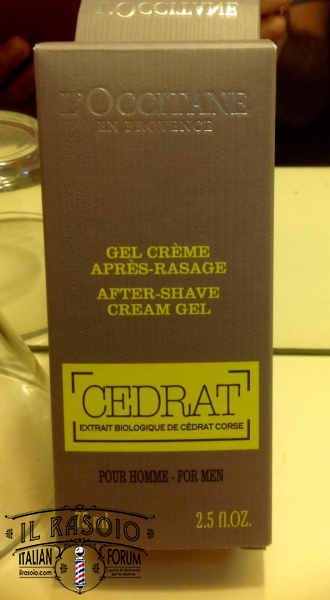 L'OCCITANE
EN PROVENCE
GEL CRÈME
APRÈS-RASAGE
AFTER-SHAVE
CREAM GEL
CEDRAT
EXTRAIT BIOLOGIQUE DE CÉDRAT CORSE
POUR HOMME - FOR MEN
2.5 fl.OZ.
IL RASOIO
ITALIAN FORUM
ilrasoio.com